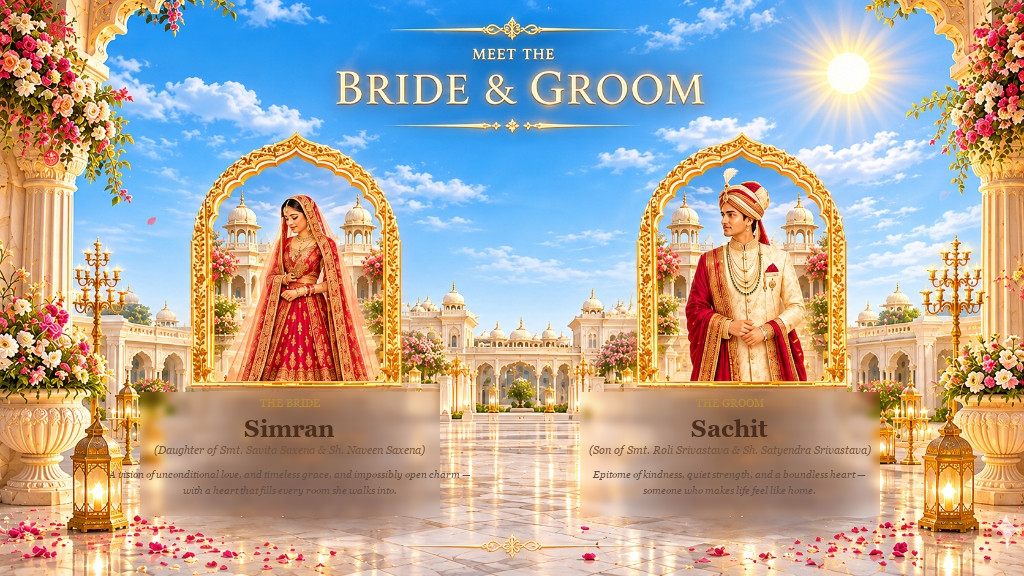 MEET THE
BRIDE & GROOM
THE BRIDE
Simran
(Daughter of Smt. Savita Saxena & Sh. Naveen Saxena)
A vision of unconditional love, and timeless grace, and impossibly open charm —
with a heart that fills every room she walks into.
THE GROOM
Sachit
(Son of Smt. Roli Srivastava & Sh. Satyendra Srivastava)
Epitome of kindness, quiet strength, and a boundless heart —
someone who makes life feel like home.